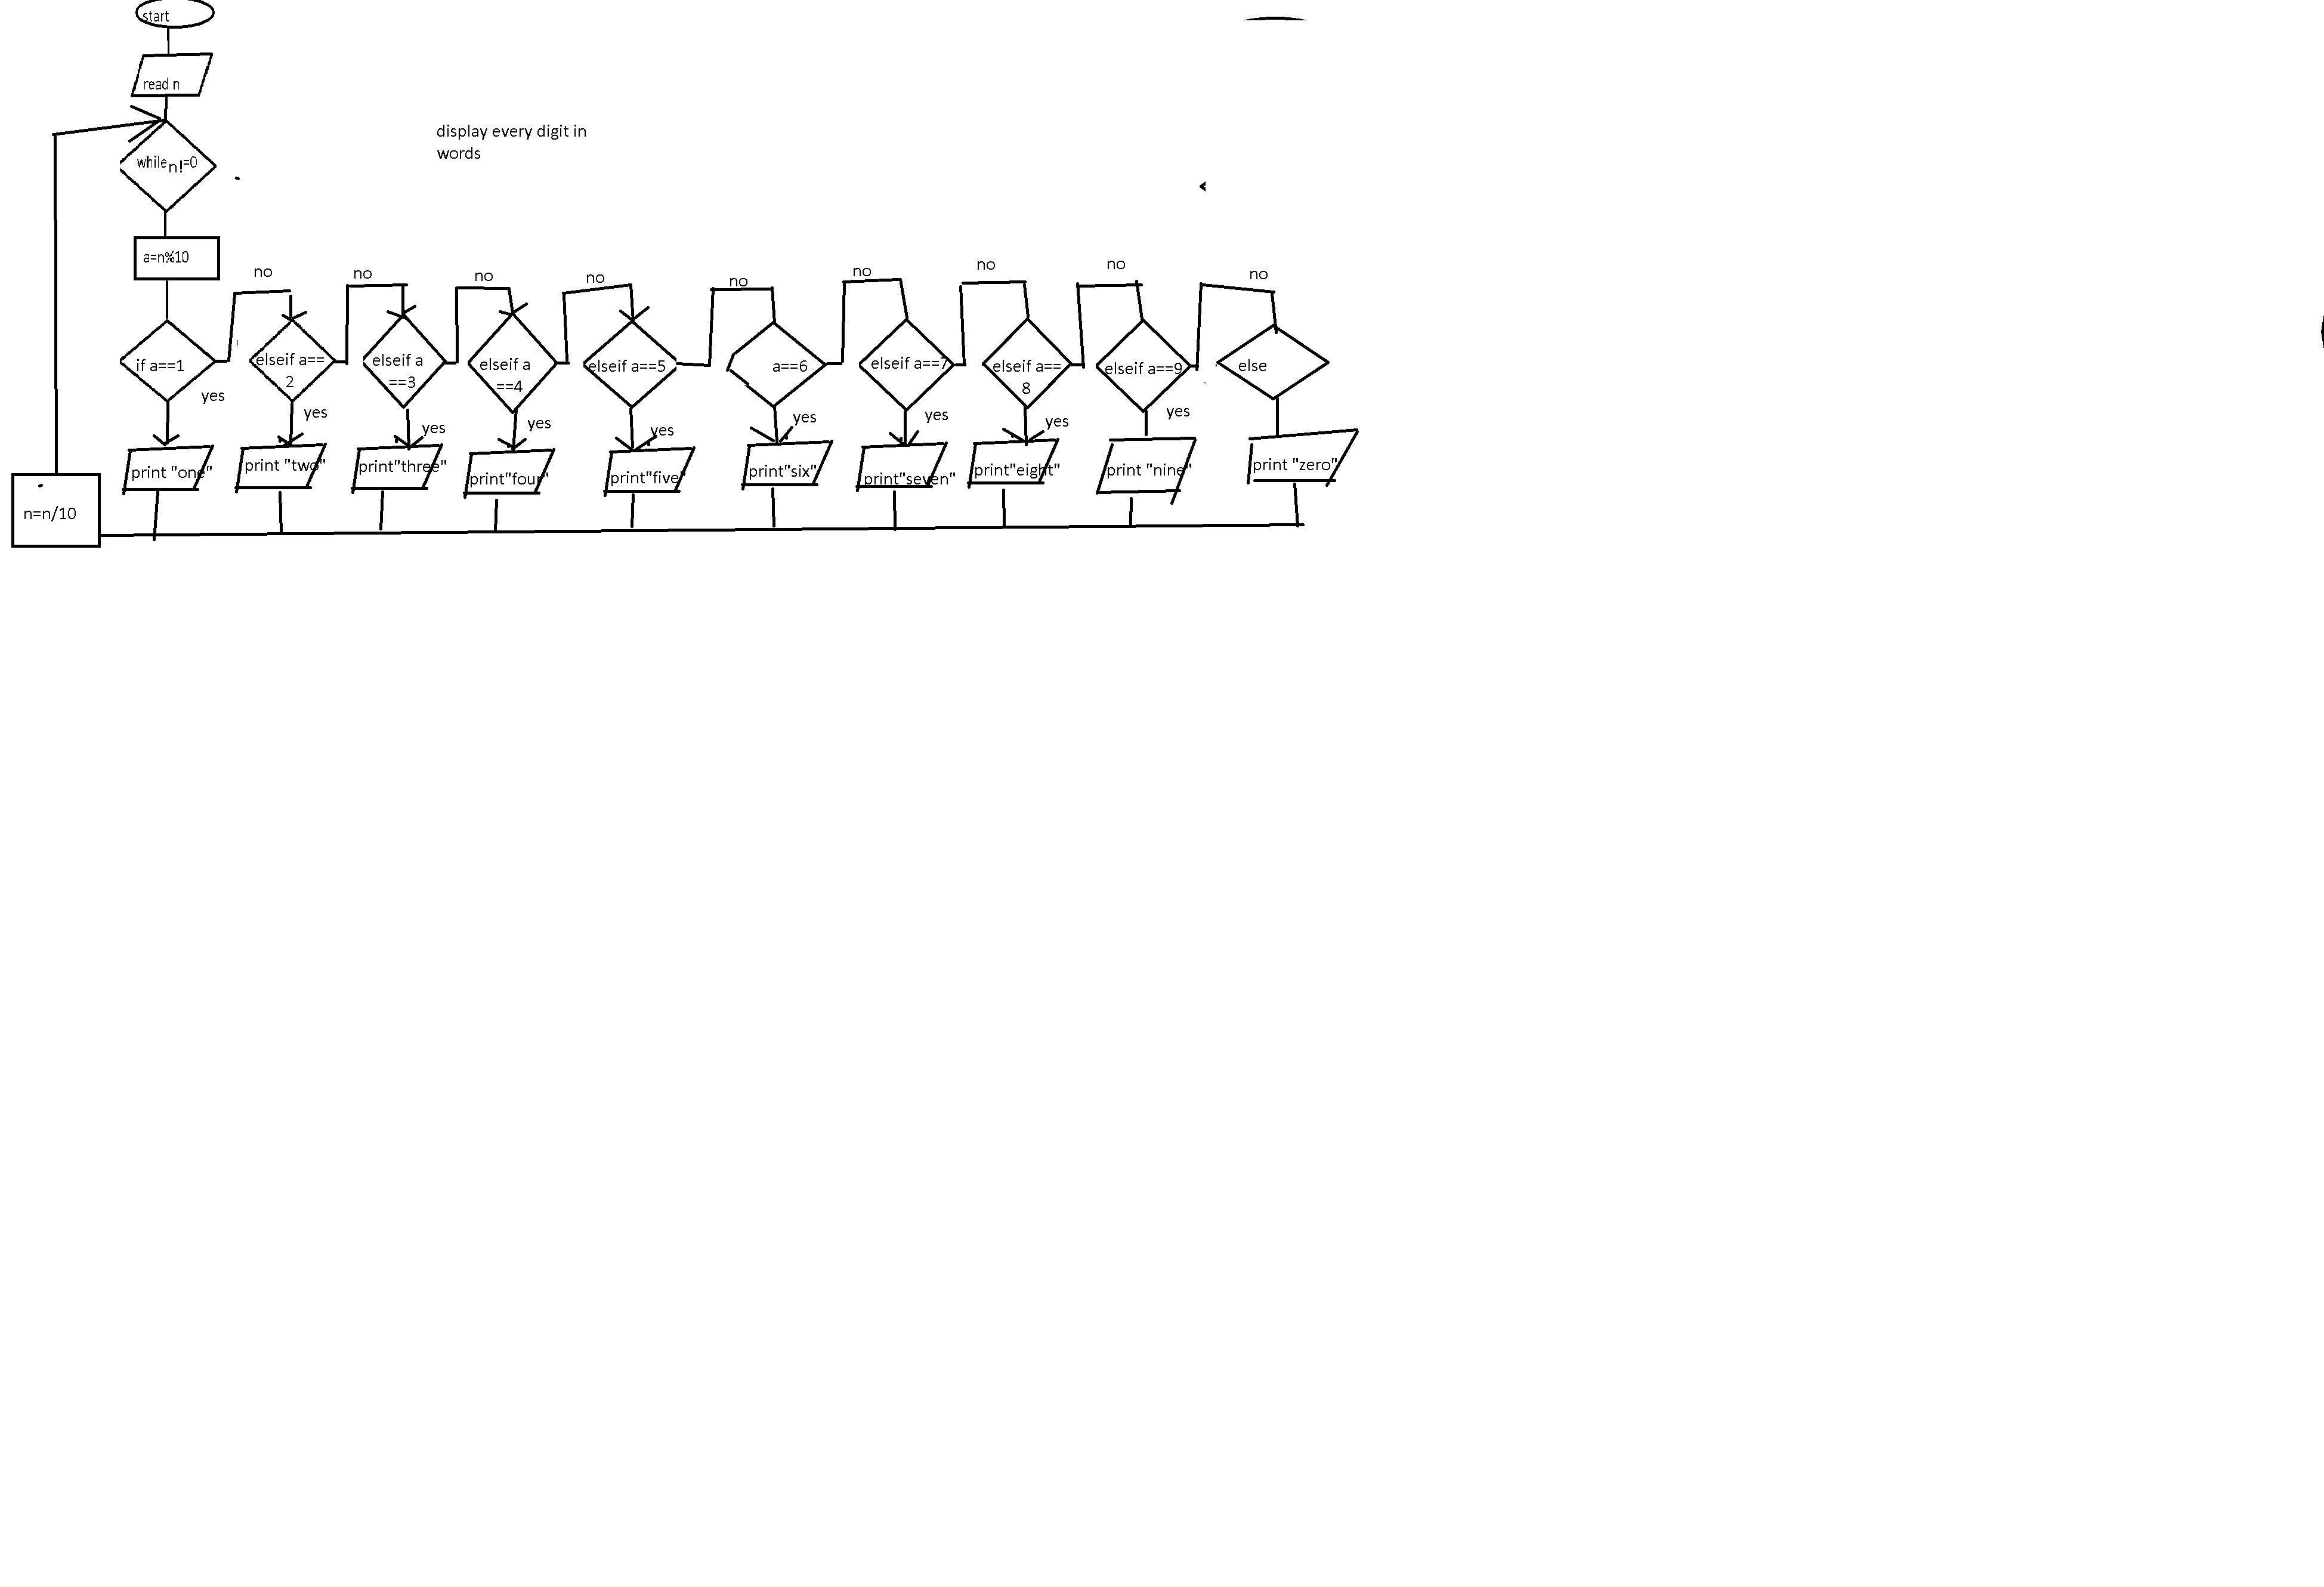 start
read n
display every digit in
words
while n!=0
a=n%10
no
no
no
no
no
no
no
no
no
if a==1
elseif a==
2
elseif a
==3
elseif a
==4
elseif a==5
a==6
elseif a==7
elseif a==
8
elseif a==9
else
yes
yes
yes
yes
yes
yes
yes
yes
yes
print "one"
print "two"
print"three"
print"four"
print"five"
print"six"
print"seven"
print"eight"
print "nine"
print "zero"
n=n/10